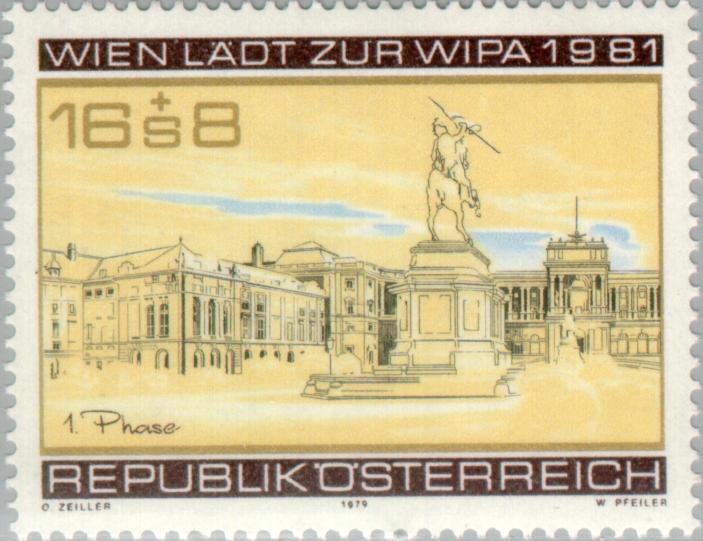 WIEN LÄDT ZUR WIPA 1981
16 + S 8
1. Phase
REPUBLIK ÖSTERREICH
O. ZEILLER 1979 W. PFEILER